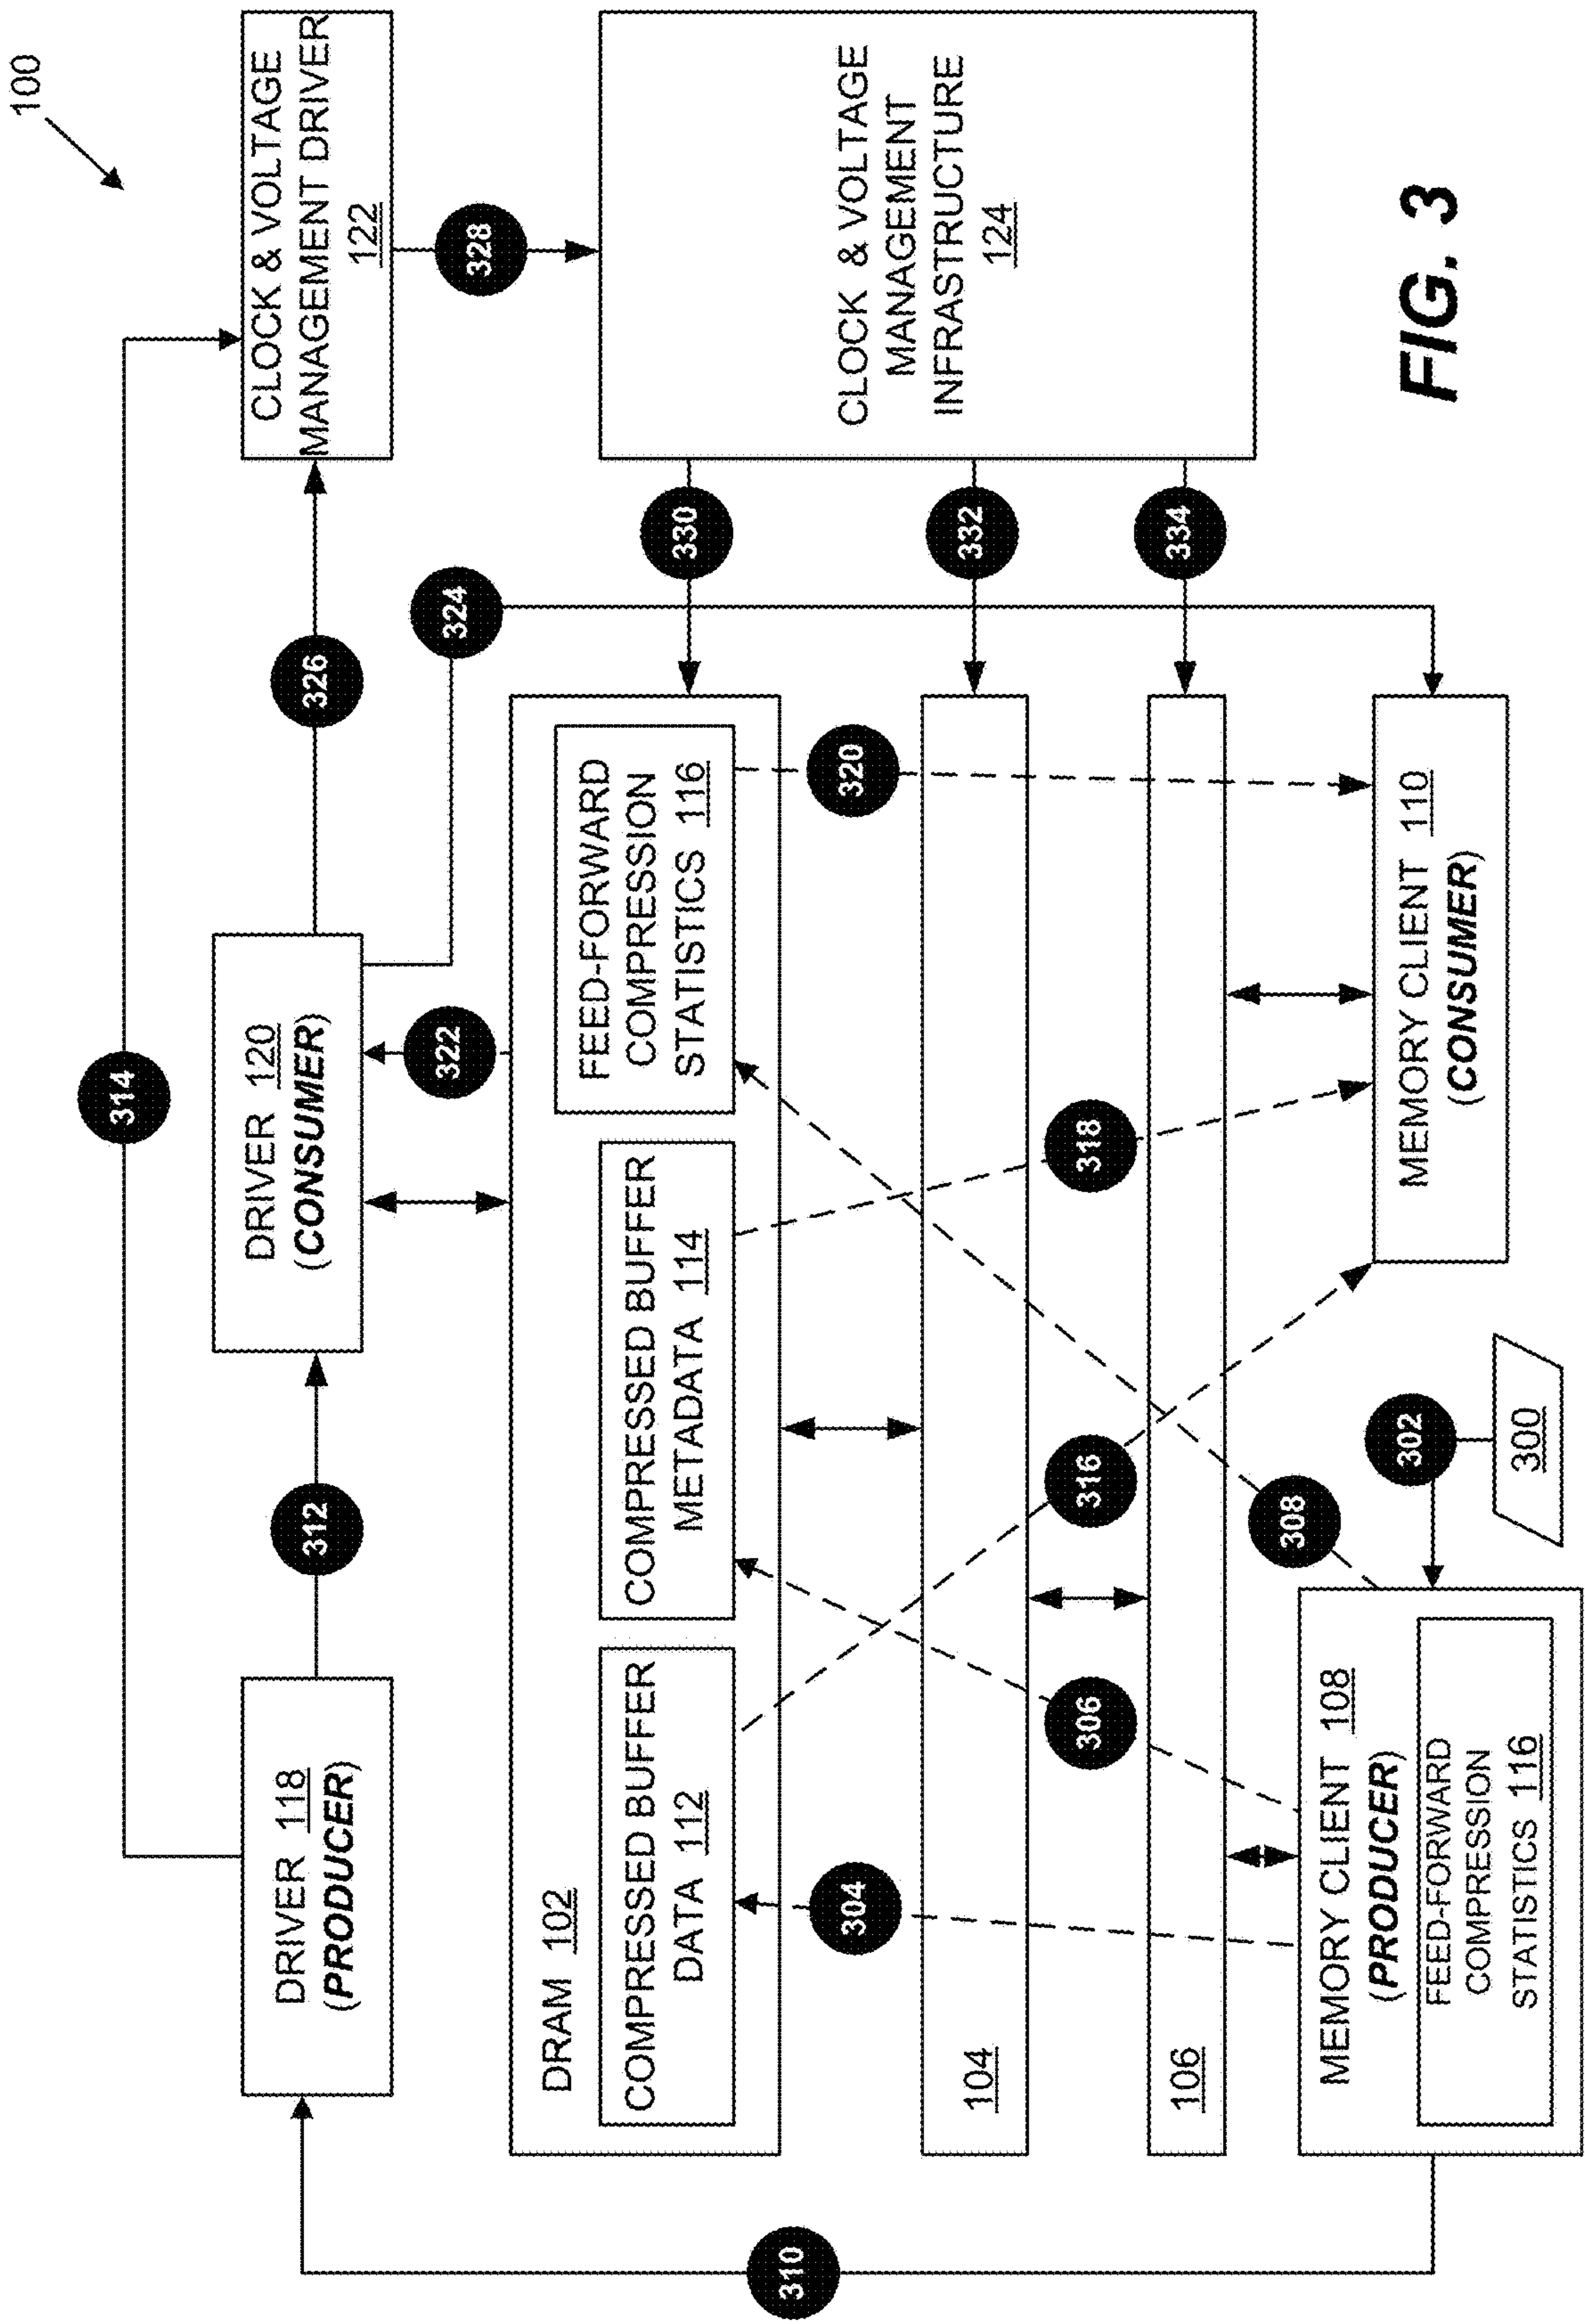 100
314
DRIVER 118
(PRODUCER)
312
DRIVER 120
(CONSUMER)
326
CLOCK & VOLTAGE
MANAGEMENT DRIVER
122
310
322
324
328
DRAM 102
COMPRESSED BUFFER
DATA 112
COMPRESSED BUFFER
METADATA 114
FEED-FORWARD
COMPRESSION
STATISTICS 116
330
CLOCK & VOLTAGE
MANAGEMENT
INFRASTRUCTURE
124
304
320
104
332
306
316
318
106
334
308
MEMORY CLIENT 108
(PRODUCER)
FEED-FORWARD
COMPRESSION
STATISTICS 116
302
300
MEMORY CLIENT 110
(CONSUMER)
FIG. 3